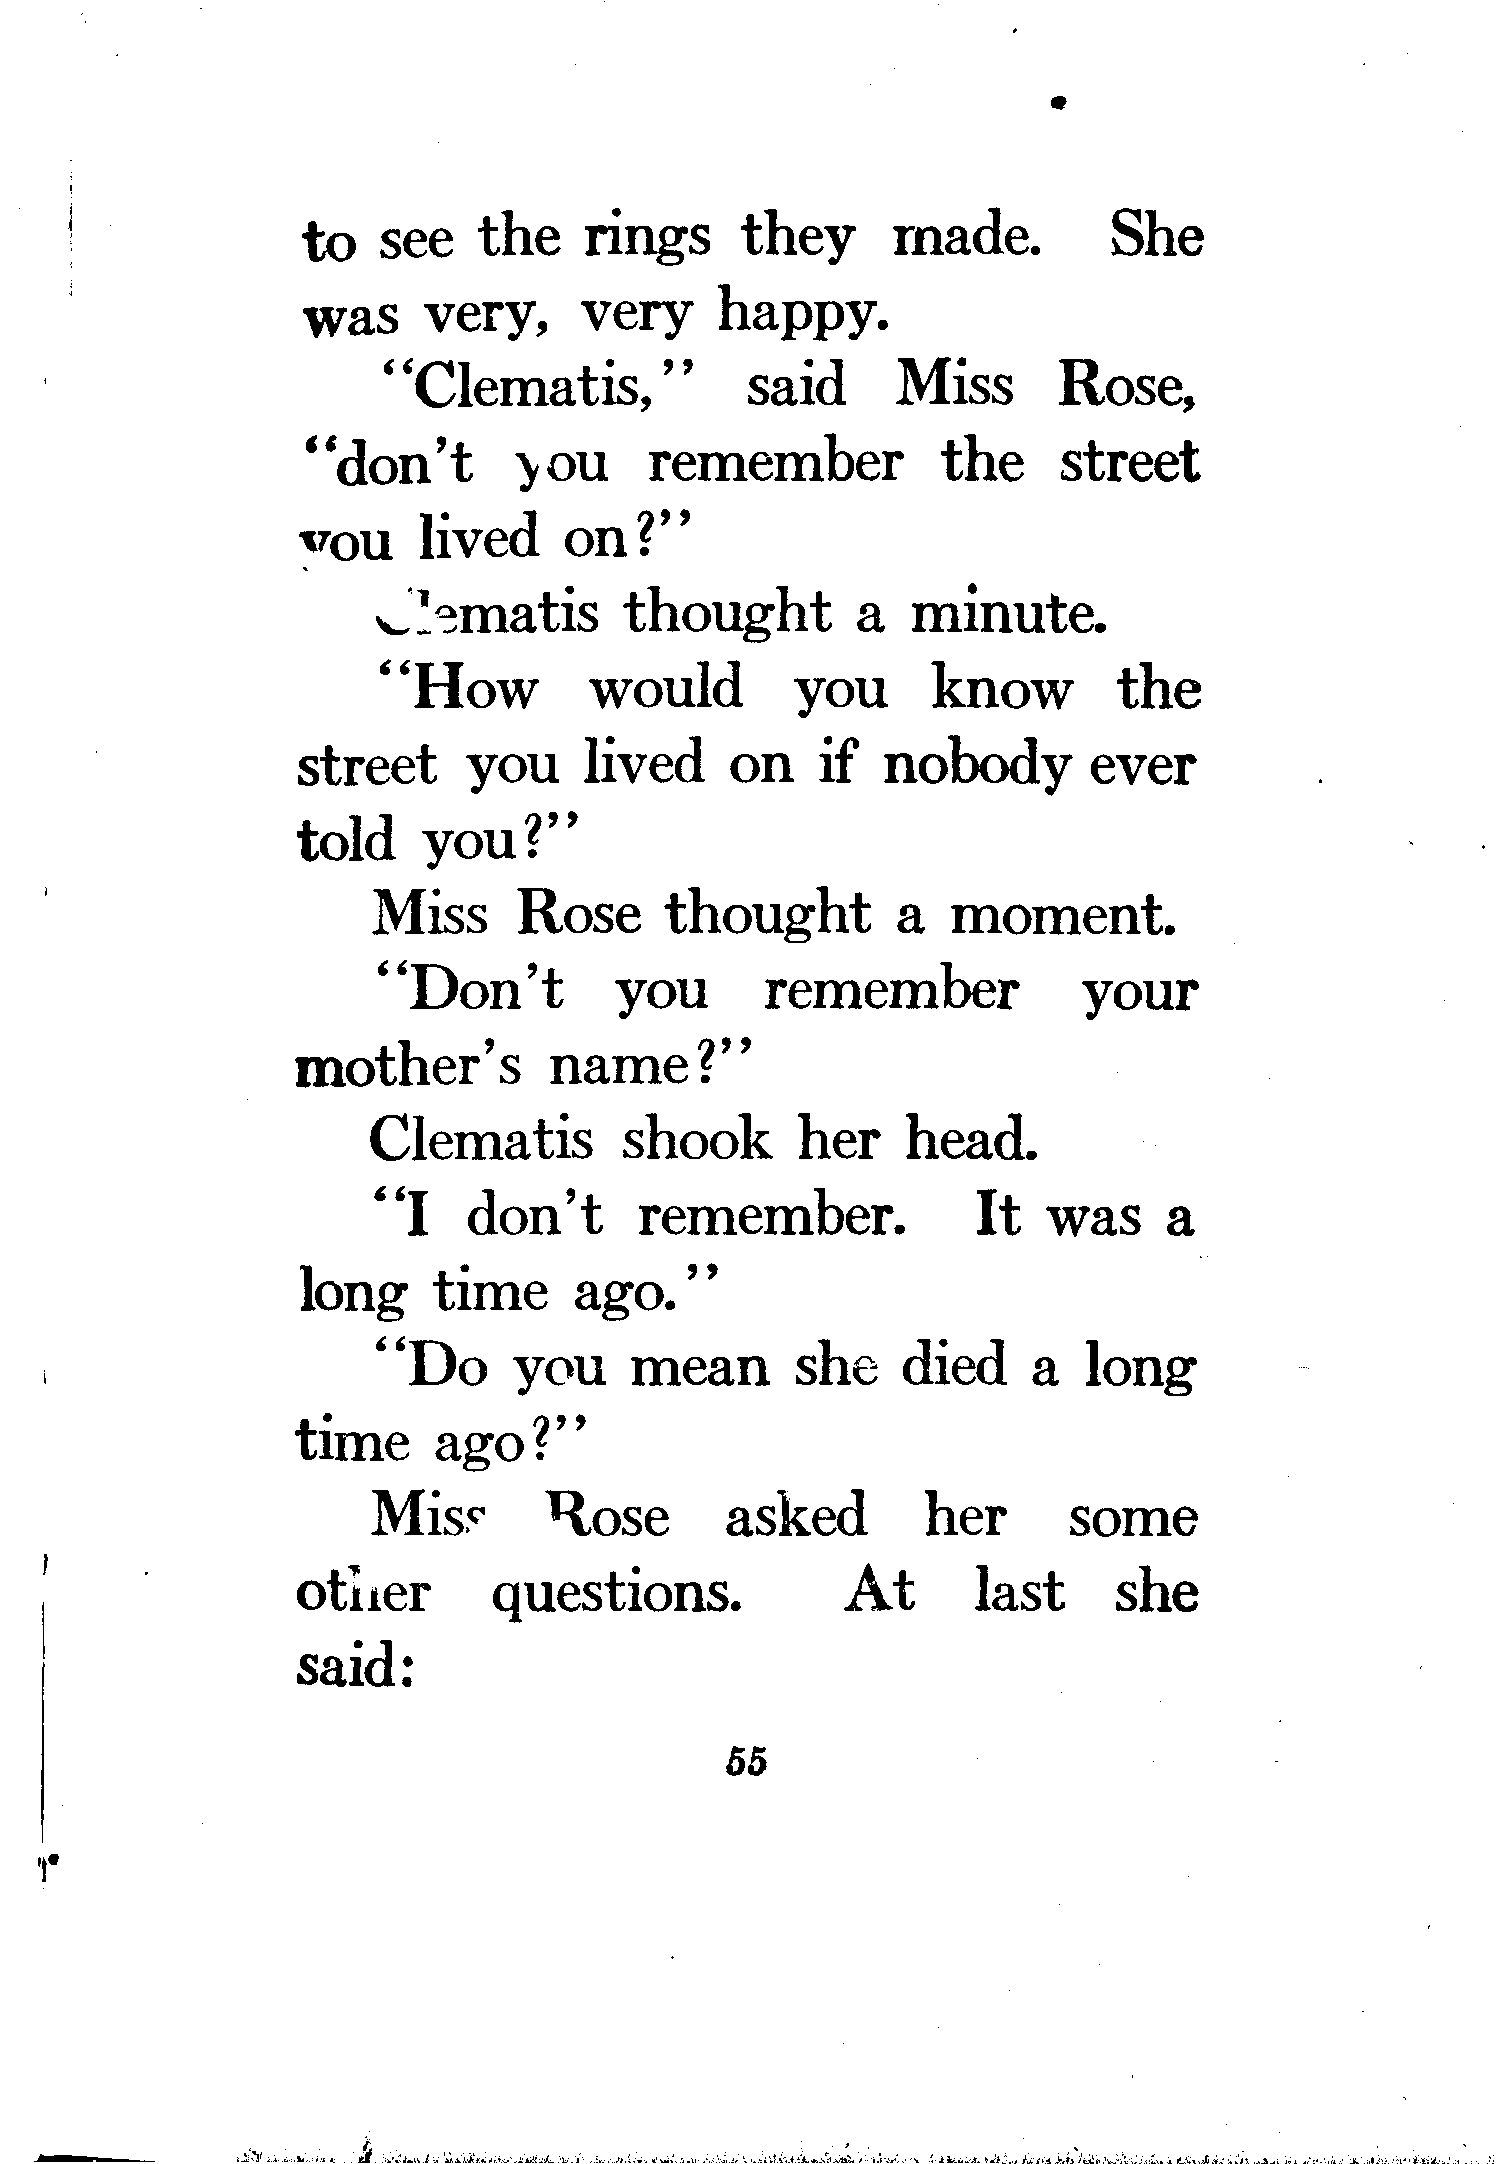 to see the rings they made. She
was very, very happy.
"Clematis," said Miss Rose,
"don't you remember the street
you lived on?"
Clematis thought a minute.
"How would you know the
street you lived on if nobody ever
told you?"
Miss Rose thought a moment.
"Don't you remember your
mother's name?"
Clematis shook her head.
"I don't remember. It was a
long time ago."
"Do you mean she died a long
time ago?"
Miss Rose asked her some
other questions. At last she
said:
55